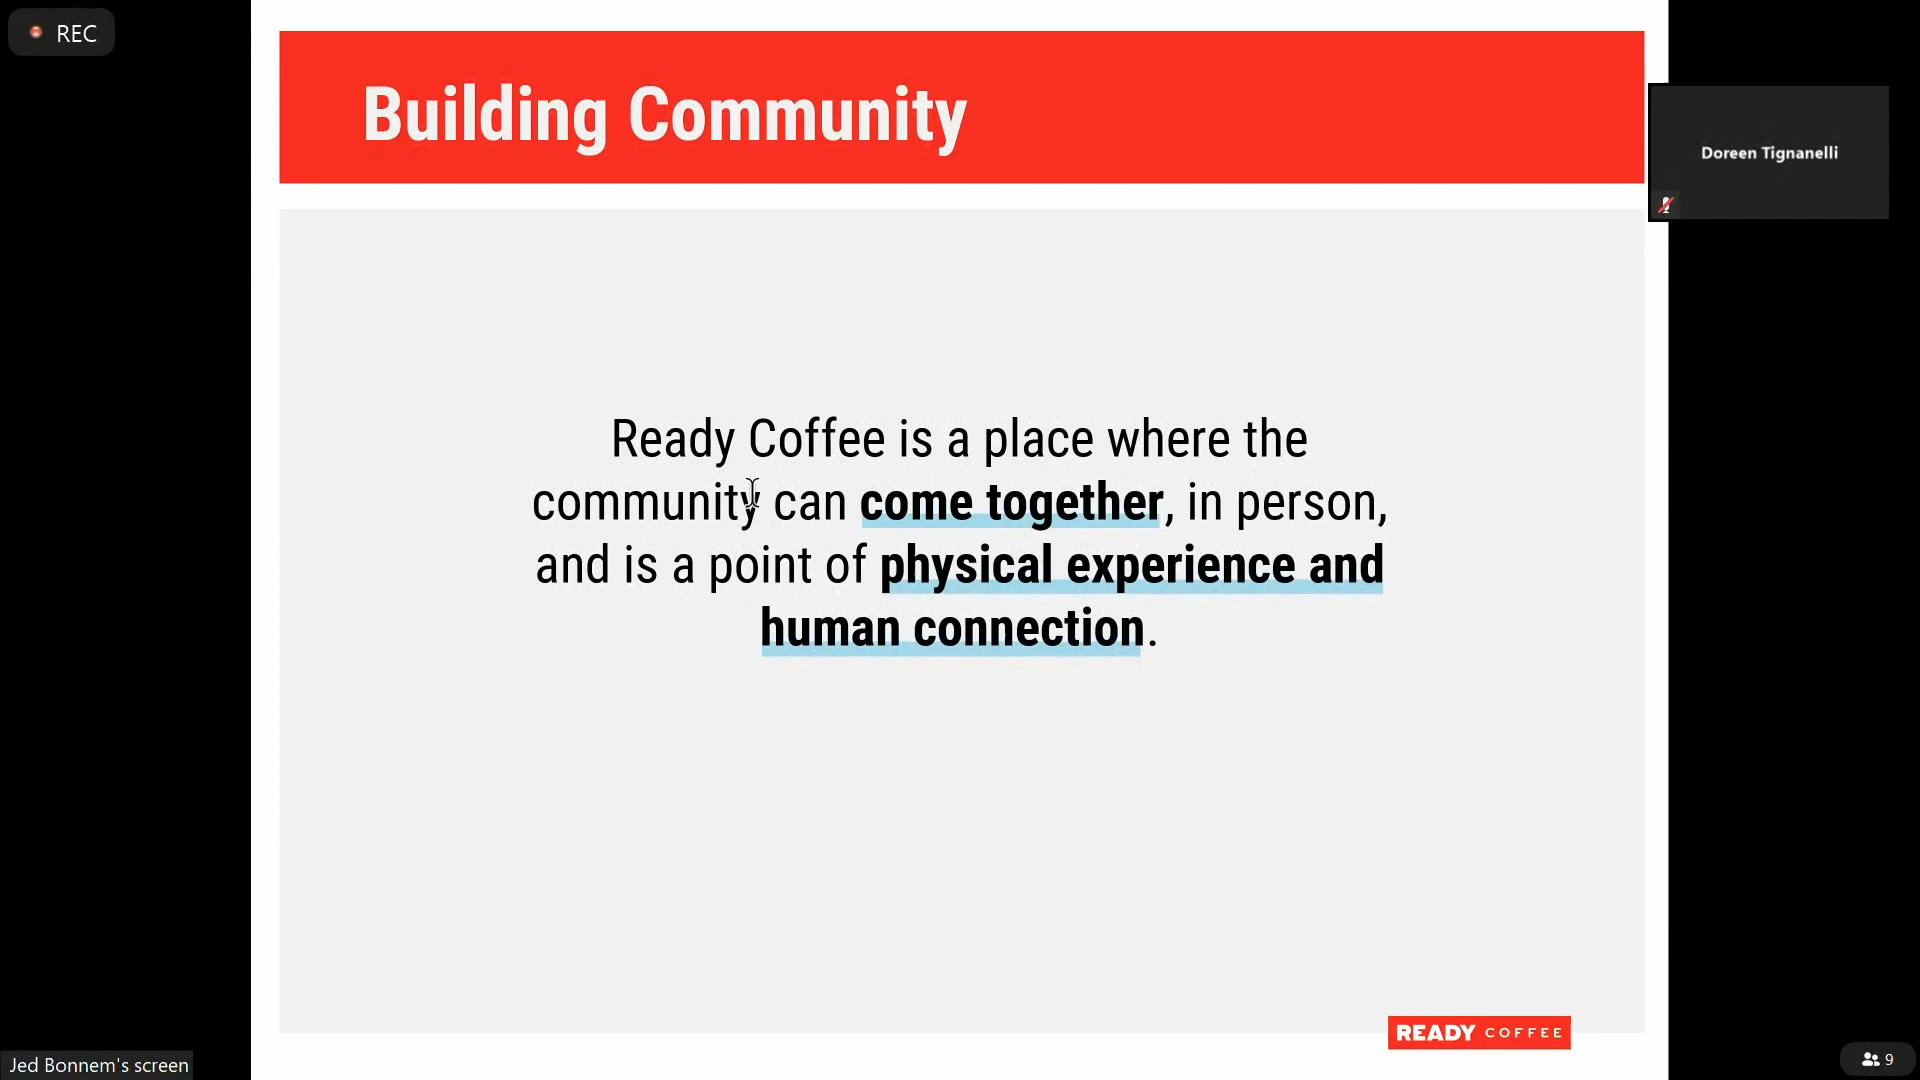 REC
Building Community
Doreen Tignanelli
Ready Coffee is a place where the
community can come together, in person,
and is a point of physical experience and
human connection.
READY COFFEE
Jed Bonnem's screen
9